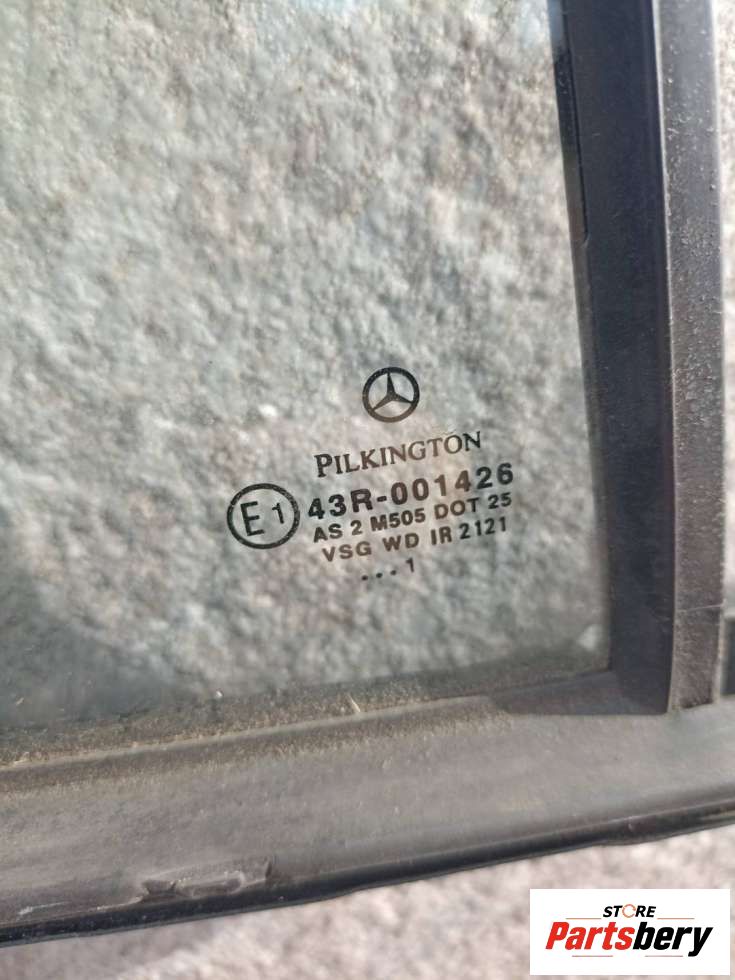 PILKINGTON
E1 43R-001426
AS 2 M505 DOT 25
VSG WD IR 2121
...1
STORE
Partsbery